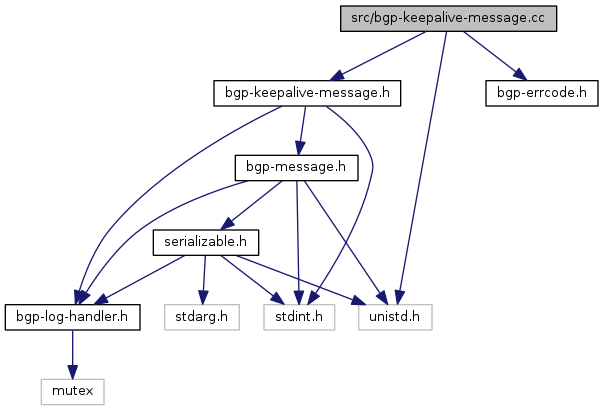 src/bgp-keepalive-message.cc
bgp-keepalive-message.h
bgp-errcode.h
bgp-message.h
serializable.h
bgp-log-handler.h
stdarg.h
stdint.h
unistd.h
mutex